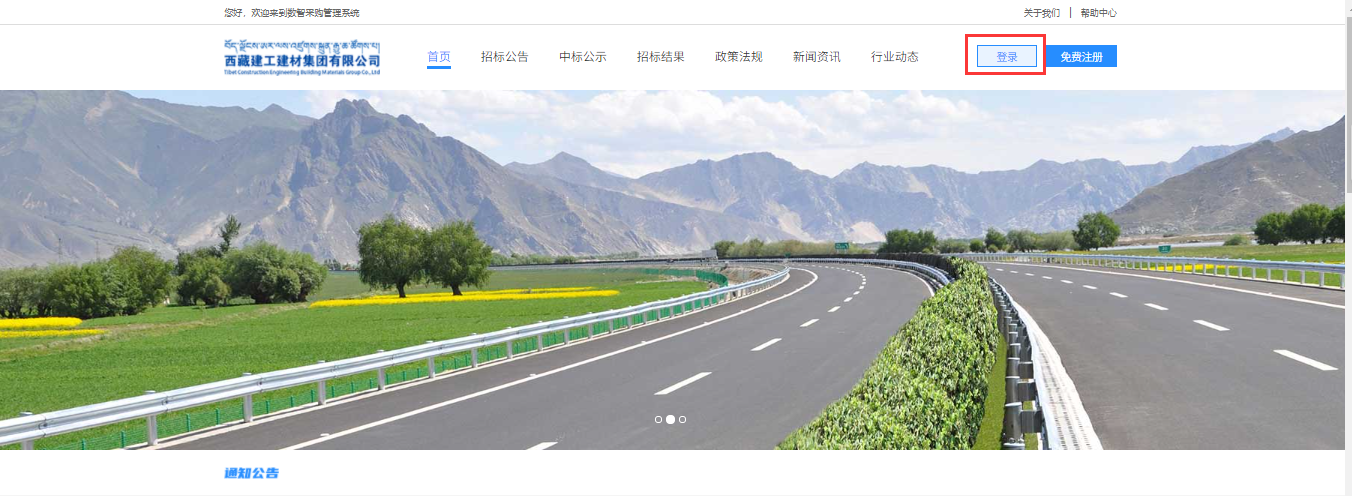 您好，欢迎来到数智采购管理系统
关于我们 | 帮助中心
西藏建工建材集团有限公司
Tibet Construction Engineering Building Materials Group Co., Ltd
首页 招标公告 中标公示 招标结果 政策法规 新闻资讯 行业动态 登录 免费注册
通知公告